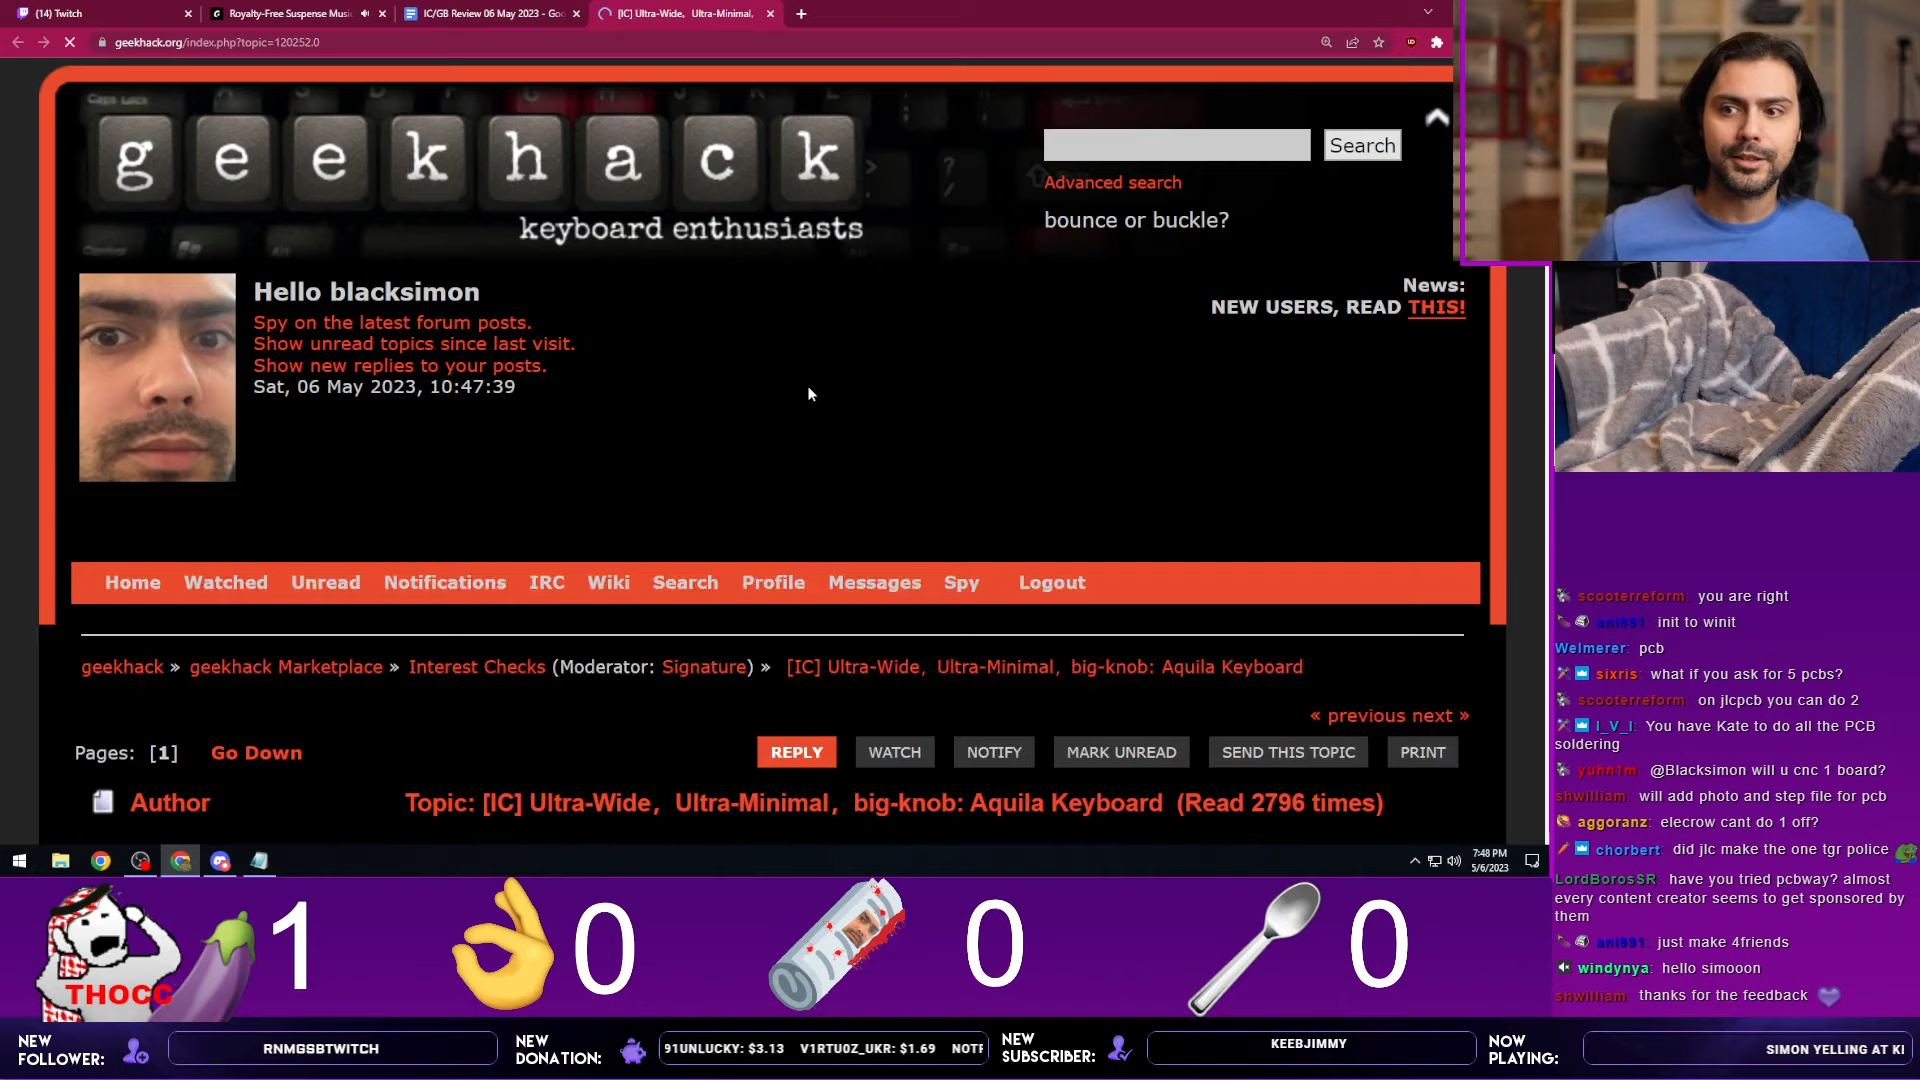 (14) Twitch
Royalty-Free Suspense Music
IC/GB Review 06 May 2023 - Goo
[IC] Ultra-Wide, Ultra-Minimal,
geekhack.org/index.php?topic=120252.0
Caps Lock
geekhack
keyboard enthusiasts
Search
Advanced search
bounce or buckle?
Hello blacksimon
Spy on the latest forum posts.
Show unread topics since last visit.
Show new replies to your posts.
Sat, 06 May 2023, 10:47:39
News:
NEW USERS, READ THIS!
Home Watched Unread Notifications IRC Wiki Search Profile Messages Spy Logout
geekhack » geekhack Marketplace » Interest Checks (Moderator: Signature) » [IC] Ultra-Wide, Ultra-Minimal, big-knob: Aquila Keyboard
« previous next »
Pages: [1] Go Down
REPLY WATCH NOTIFY MARK UNREAD SEND THIS TOPIC PRINT
Author Topic: [IC] Ultra-Wide, Ultra-Minimal, big-knob: Aquila Keyboard (Read 2796 times)
7:48 PM
5/6/2023
scooterreform: you are right
ani991: init to winit
Welmerer: pcb
sixris: what if you ask for 5 pcbs?
scooterreform: on jlcpcb you can do 2
I_V_I: You have Kate to do all the PCB
soldering
yuhn1m: @Blacksimon will u cnc 1 board?
shwilliam: will add photo and step file for pcb
aggoranz: elecrow cant do 1 off?
chorbert: did jlc make the one tgr police
LordBorosSR: have you tried pcbway? almost
every content creator seems to get sponsored by
them
ani991: just make 4friends
windynya: hello simooon
shwilliam: thanks for the feedback
THOCC
1
0
0
0
NEW
FOLLOWER:
RNMGSBTWITCH
NEW
DONATION:
91UNLUCKY: $3.13 V1RTU0Z_UKR: $1.69 NOTF
NEW
SUBSCRIBER:
KEEBJIMMY
NOW
PLAYING:
SIMON YELLING AT KI